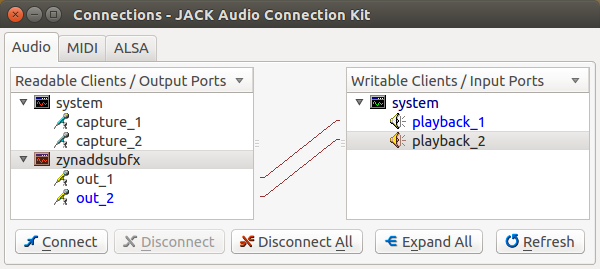 Connections - JACK Audio Connection Kit
Audio MIDI ALSA
Readable Clients / Output Ports Writable Clients / Input Ports
system system
capture_1 playback_1
capture_2 playback_2
zynaddsubfx
out_1
out_2
Connect Disconnect Disconnect All Expand All Refresh